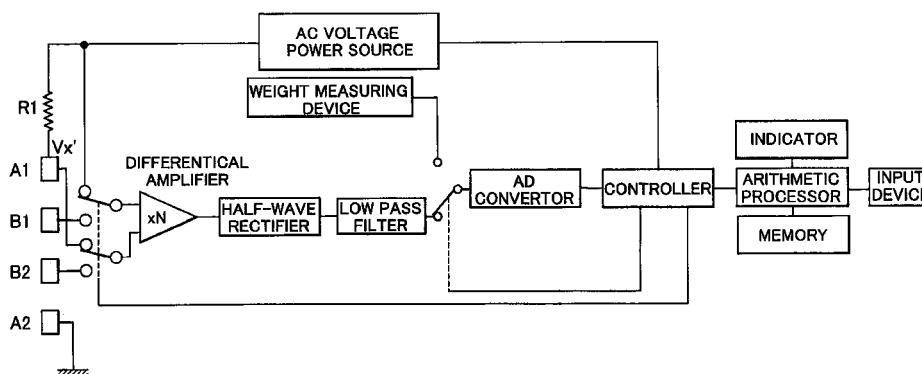 AC VOLTAGE
POWER SOURCE
WEIGHT MEASURING
DEVICE
R1
Vx'
A1
DIFFERENTICAL
AMPLIFIER
INDICATOR
B1
xN
HALF-WAVE
RECTIFIER
LOW PASS
FILTER
AD
CONVERTOR
CONTROLLER
ARITHMETIC
PROCESSOR
INPUT
DEVICE
MEMORY
B2
A2